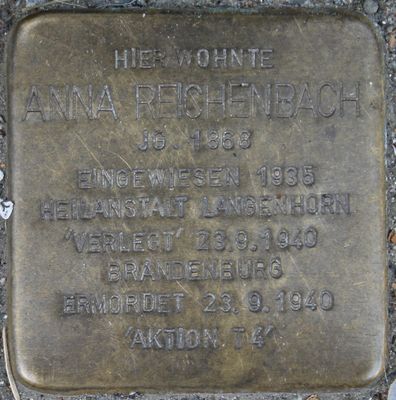 HIER WOHNTE
ANNA REICHENBACH
JG. 1868
EINGEWIESEN 1935
HEILANSTALT LANGENHORN
'VERLEGT' 23.9.1940
BRANDENBURG
ERMORDET 23.9.1940
'AKTION T4'